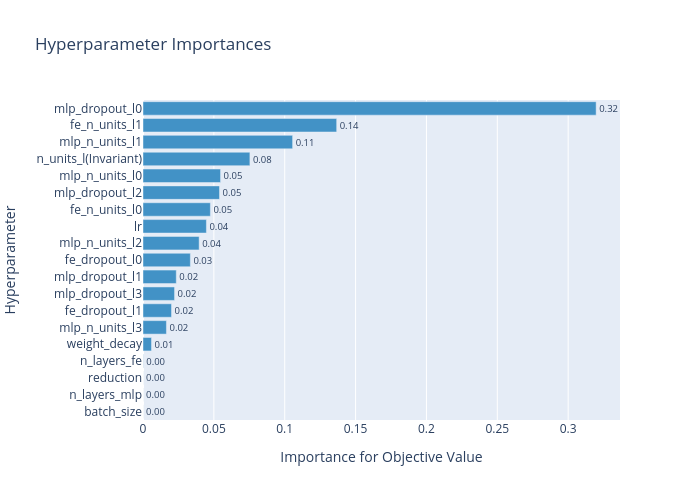 Hyperparameter Importances
Hyperparameter
mlp_dropout_l0 0.32
fe_n_units_l1 0.14
mlp_n_units_l1 0.11
n_units_l(Invariant) 0.08
mlp_n_units_l0 0.05
mlp_dropout_l2 0.05
fe_n_units_l0 0.05
lr 0.04
mlp_n_units_l2 0.04
fe_dropout_l0 0.03
mlp_dropout_l1 0.02
mlp_dropout_l3 0.02
fe_dropout_l1 0.02
mlp_n_units_l3 0.02
weight_decay 0.01
n_layers_fe 0.00
reduction 0.00
n_layers_mlp 0.00
batch_size 0.00
0 0.05 0.1 0.15 0.2 0.25 0.3
Importance for Objective Value